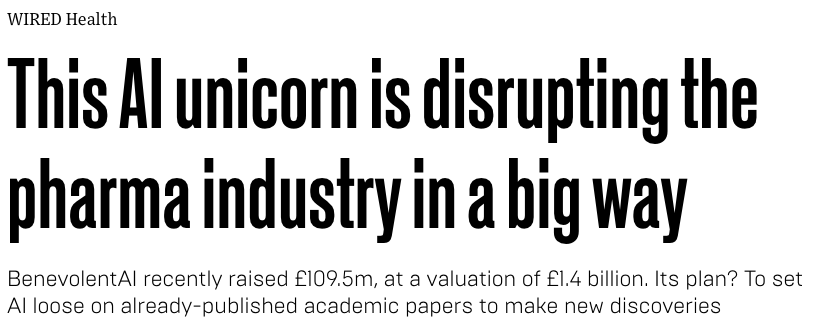 WIRED Health
This AI unicorn is disrupting the
pharma industry in a big way
BenevolentAI recently raised £109.5m, at a valuation of £1.4 billion. Its plan? To set
AI loose on already-published academic papers to make new discoveries